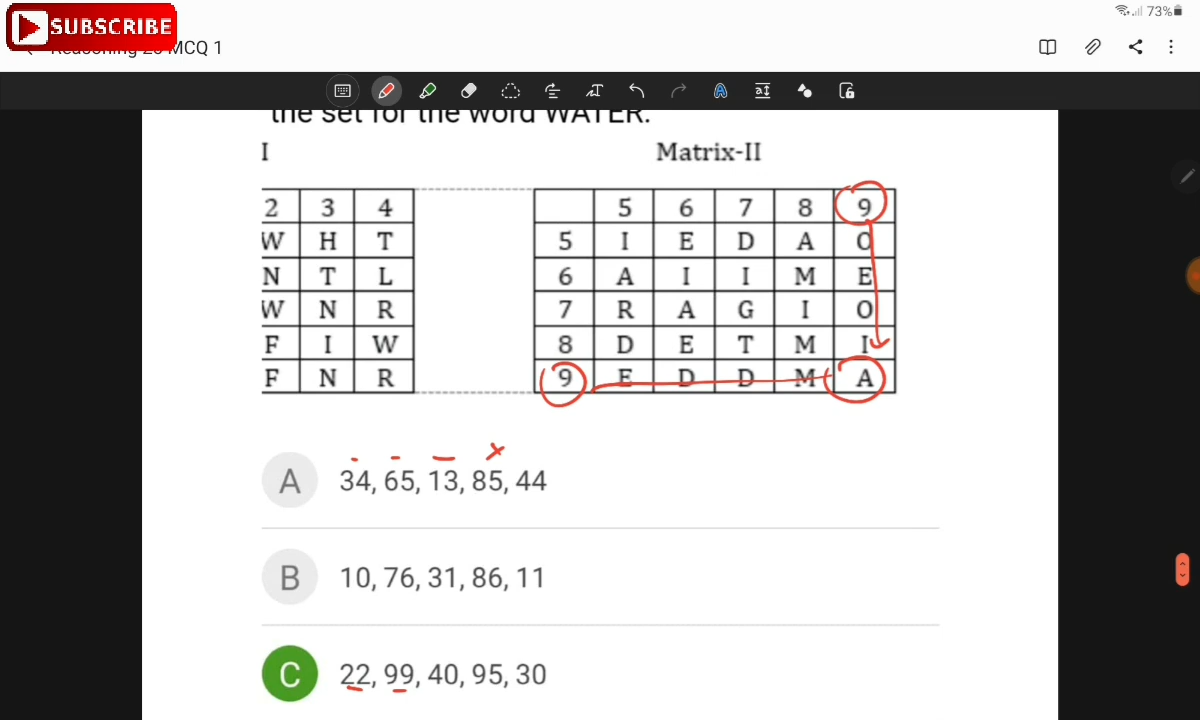 SUBSCRIBE
73%
Reasoning 25 MCQ 1
the set for the word WATER.
I Matrix-II
2 3 4 5 6 7 8 9
W H T 5 I E D A O
N T L 6 A I I M E
W N R 7 R A G I O
F I W 8 D E T M I
F N R 9 E D D M A
A 34, 65, 13, 85, 44
B 10, 76, 31, 86, 11
C 22, 99, 40, 95, 30